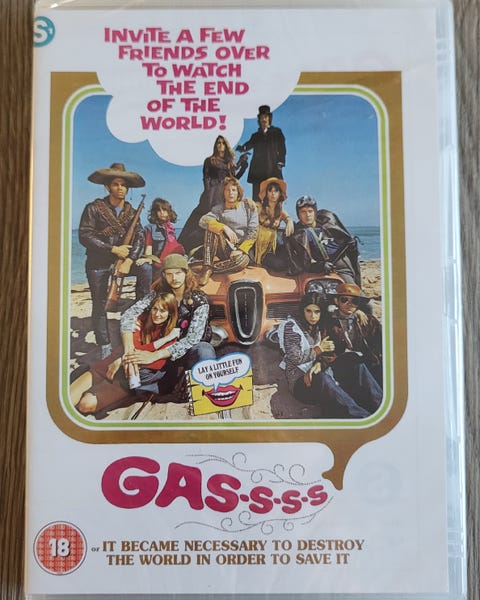 S1
INVITE A FEW
FRIENDS OVER
TO WATCH
THE END
OF THE
WORLD!
LAY A LITTLE FUN
ON YOURSELF
GAS-S-S-S
18
or IT BECAME NECESSARY TO DESTROY
THE WORLD IN ORDER TO SAVE IT